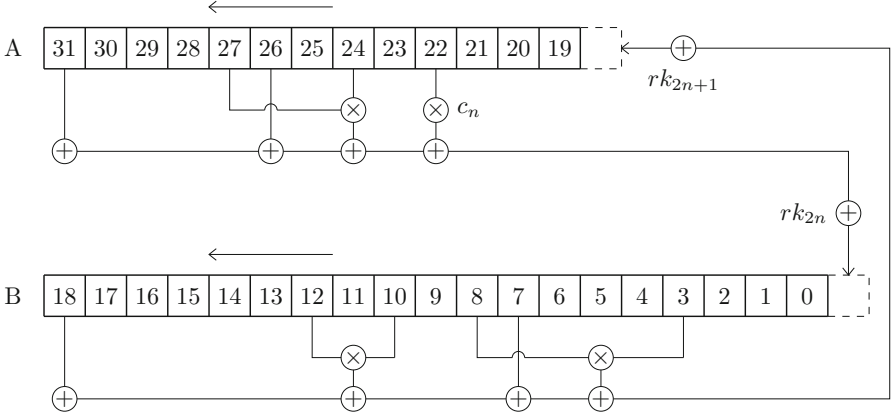 A 31 30 29 28 27 26 25 24 23 22 21 20 19
rk_{2n+1}
c_n
rk_{2n}
B 18 17 16 15 14 13 12 11 10 9 8 7 6 5 4 3 2 1 0